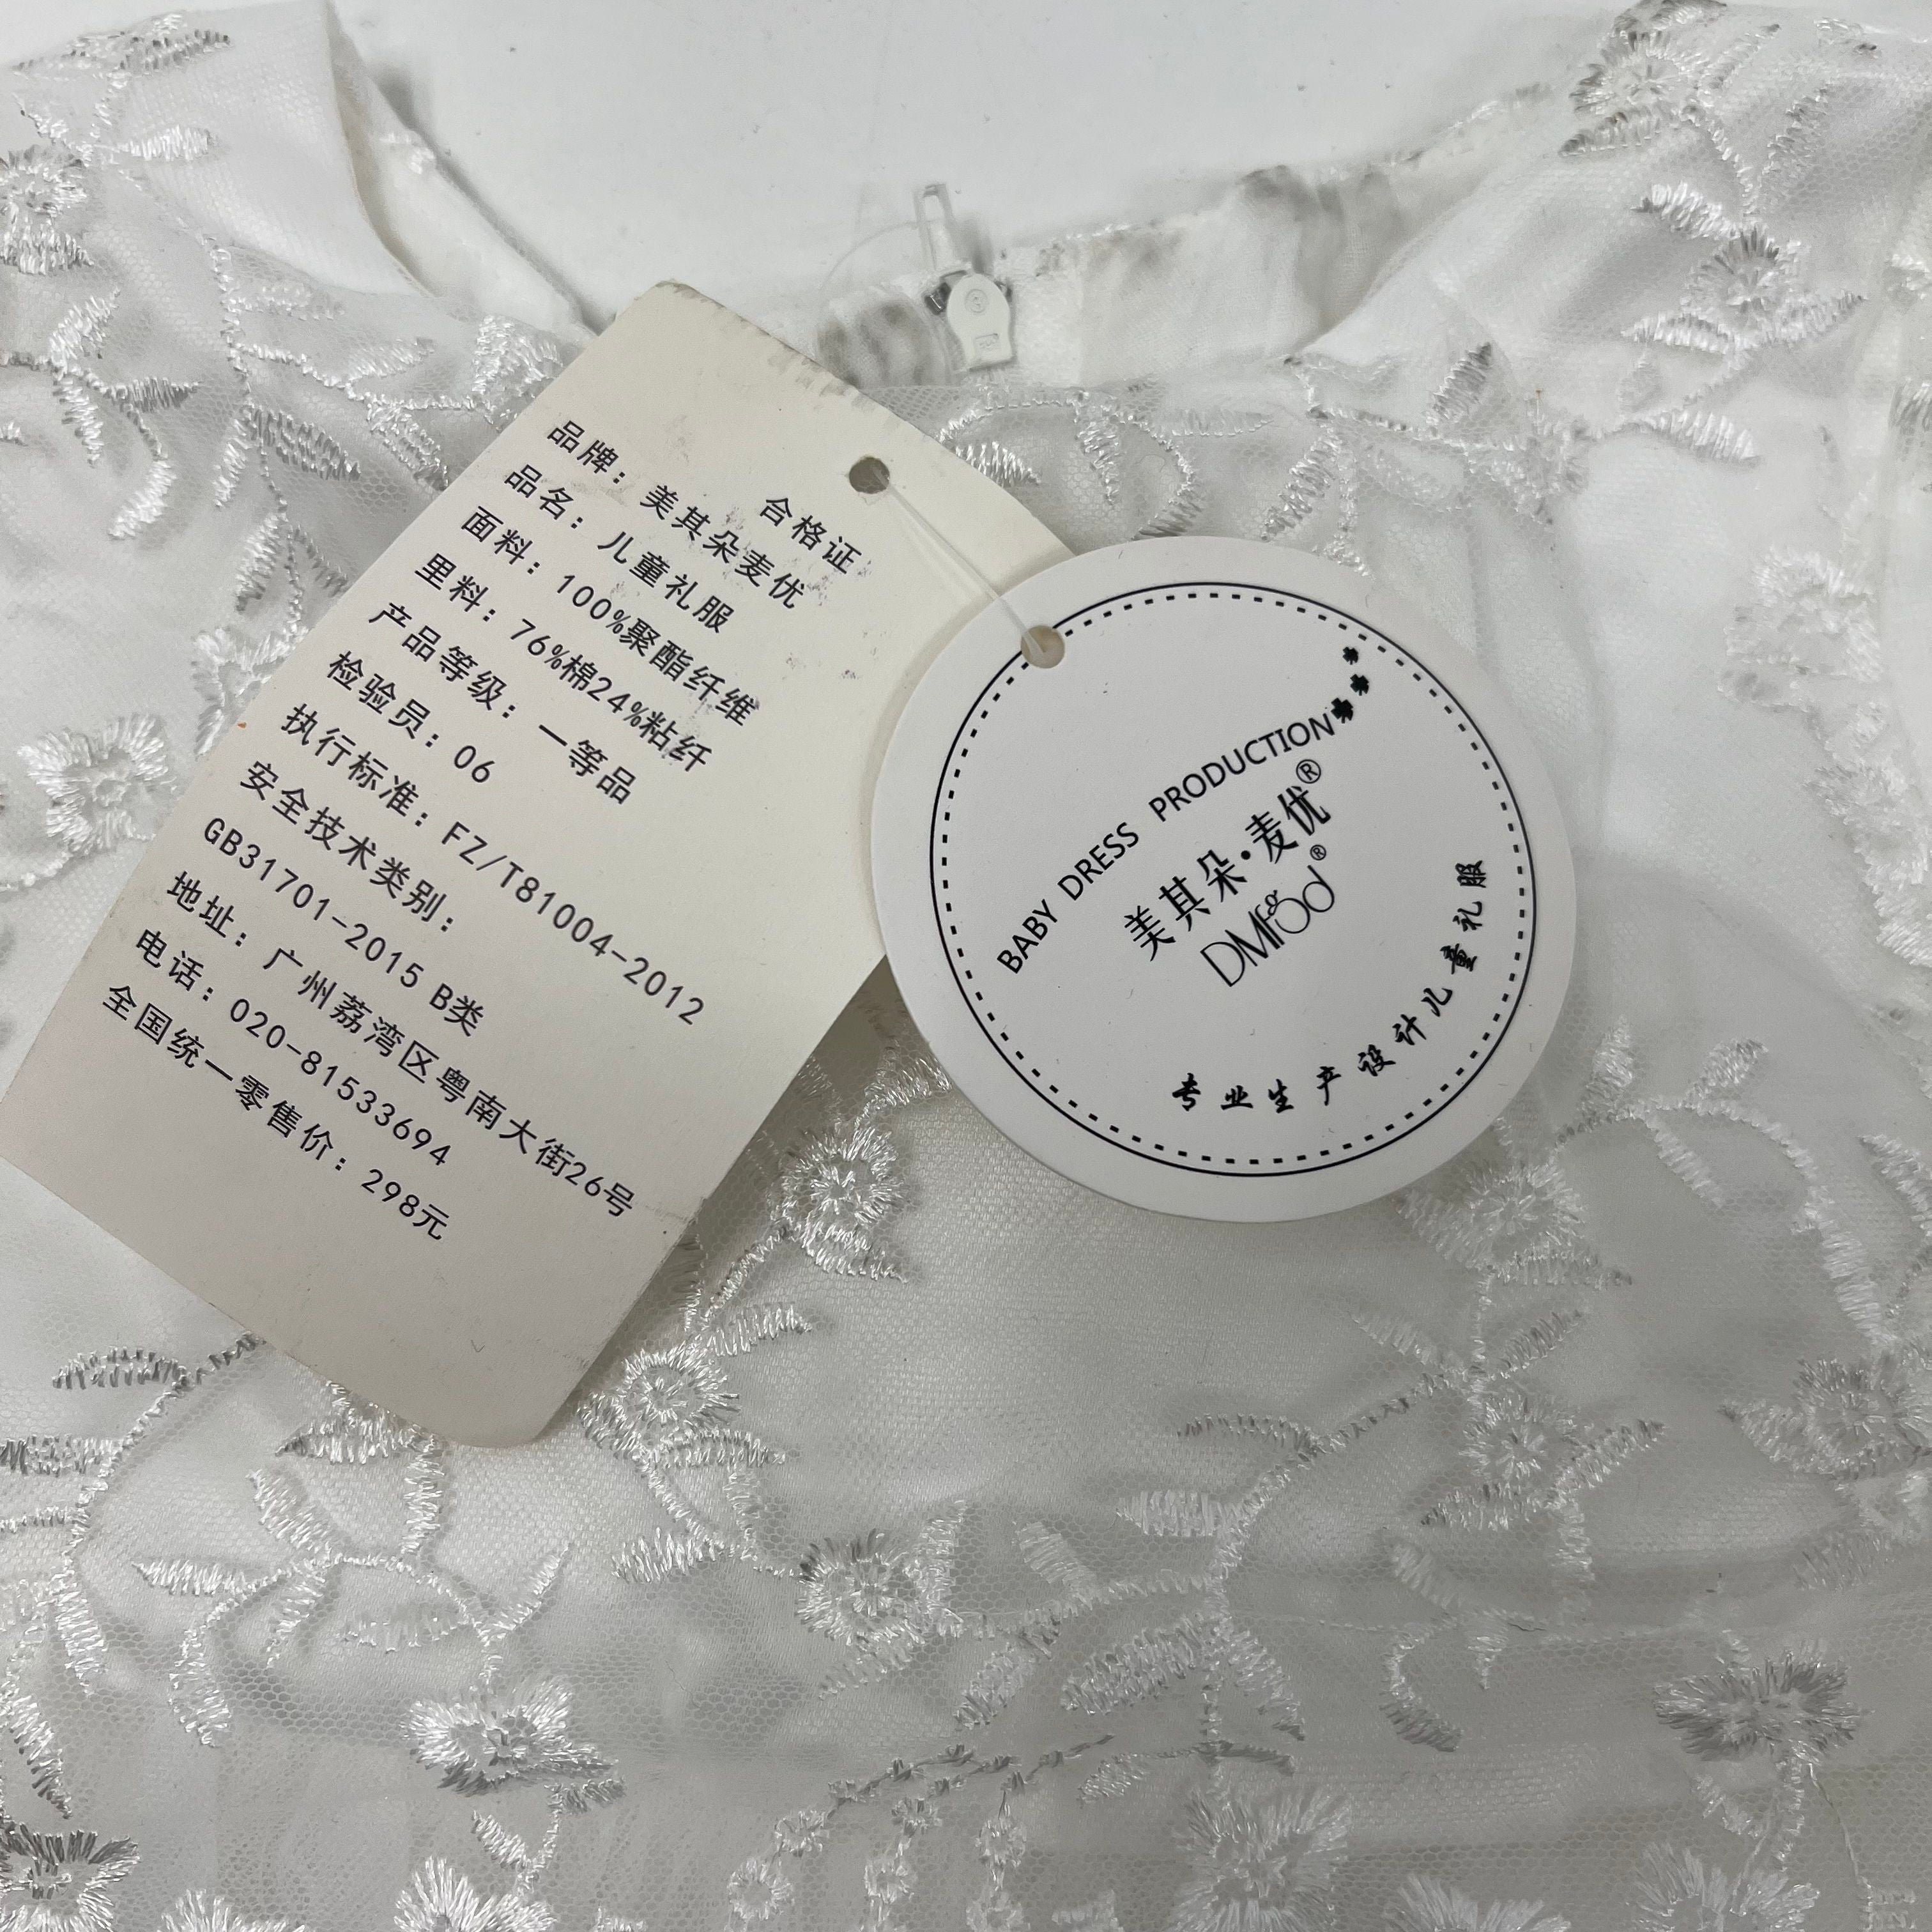 合格证
品牌：美其朵麦优
品名：儿童礼服
面料：100%聚酯纤维
里料：76%棉24%粘纤
产品等级：一等品
检验员：06
执行标准：FZ/T81004-2012
安全技术类别：
GB31701-2015 B类
地址：广州荔湾区粤南大街26号
电话：020-81533694
全国统一零售价：298元
BABY DRESS PRODUCTION
美其朵·麦优®
专业生产设计儿童礼服